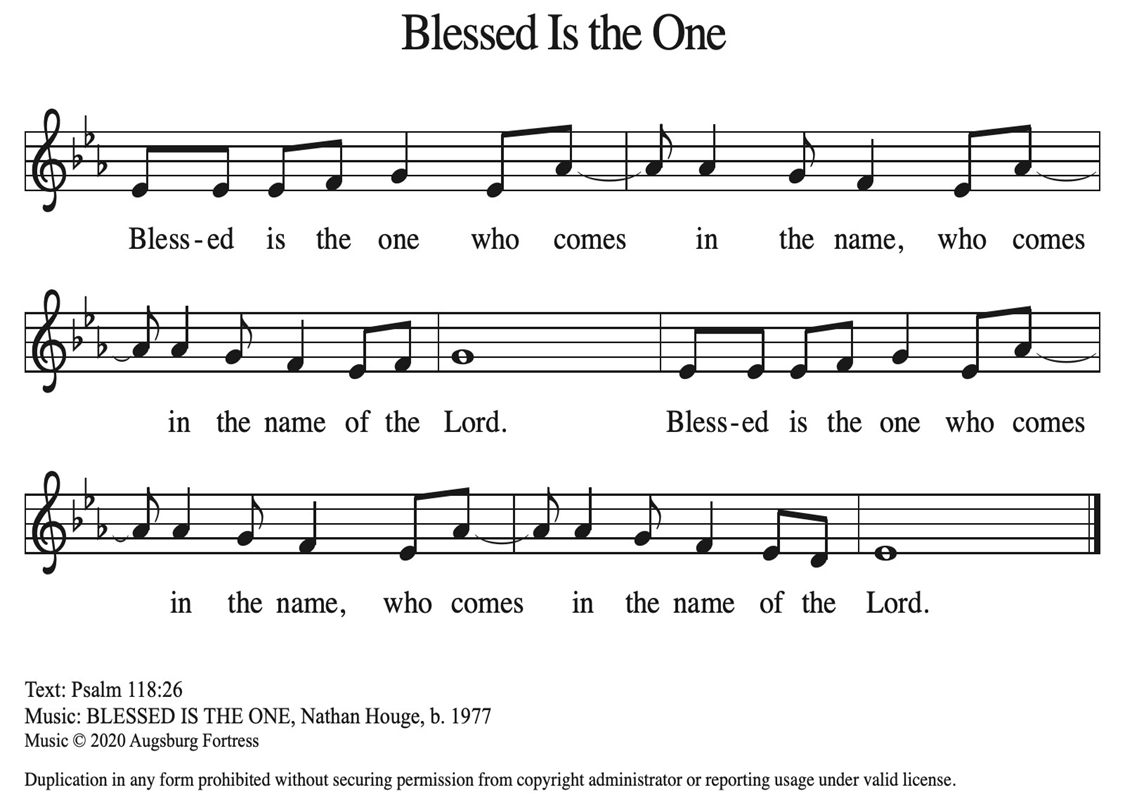 Blessed Is the One
Bless-ed is the one who comes in the name, who comes
in the name of the Lord. Bless-ed is the one who comes
in the name, who comes in the name of the Lord.
Text: Psalm 118:26
Music: BLESSED IS THE ONE, Nathan Houge, b. 1977
Music © 2020 Augsburg Fortress
Duplication in any form prohibited without securing permission from copyright administrator or reporting usage under valid license.